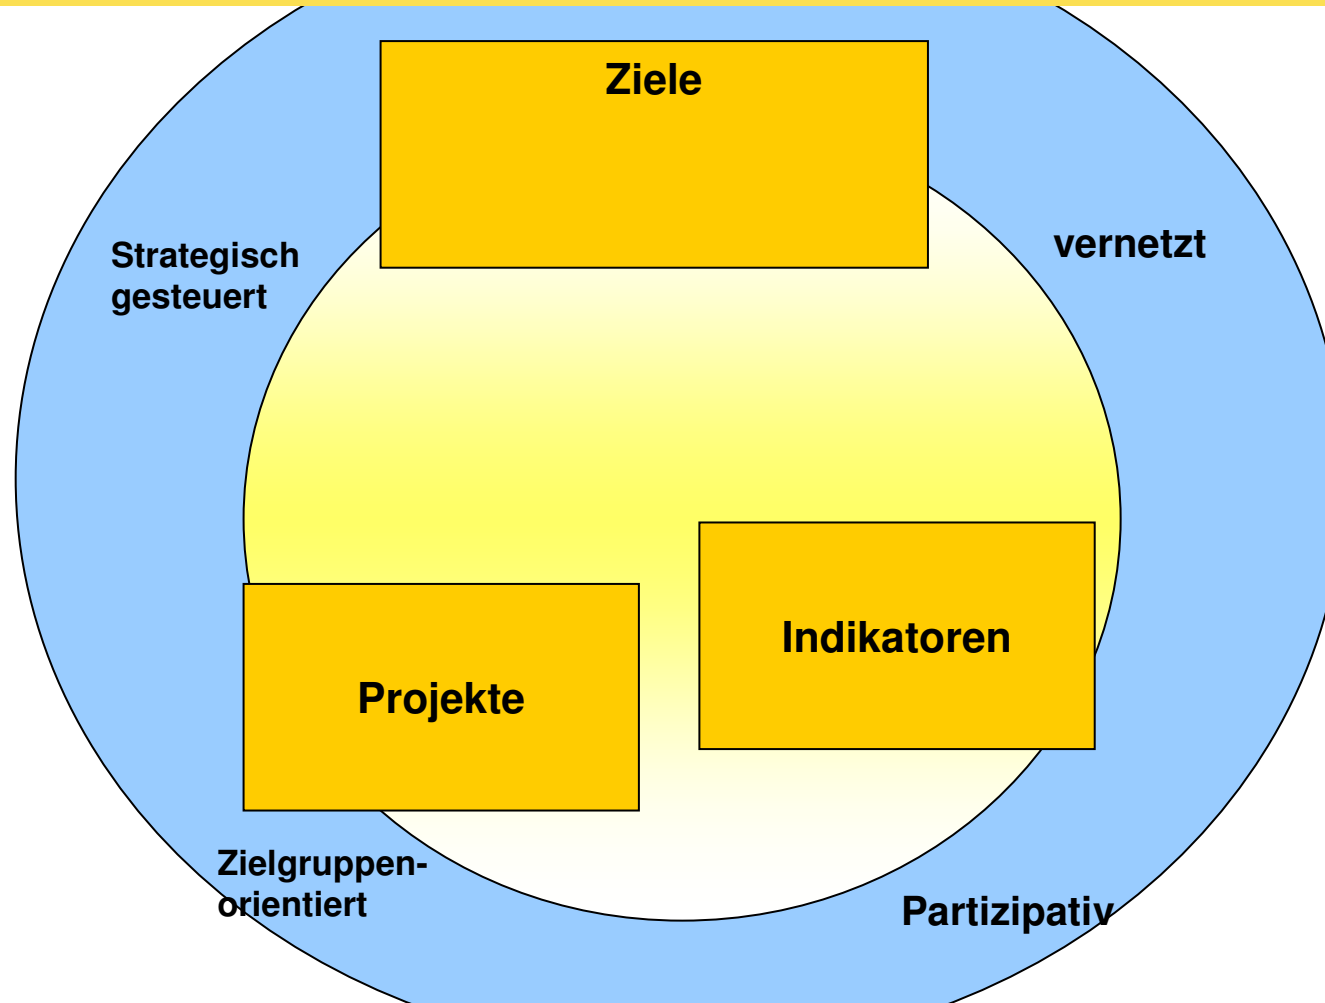 Ziele
Strategisch
gesteuert
vernetzt
Indikatoren
Projekte
Zielgruppen-
orientiert
Partizipativ